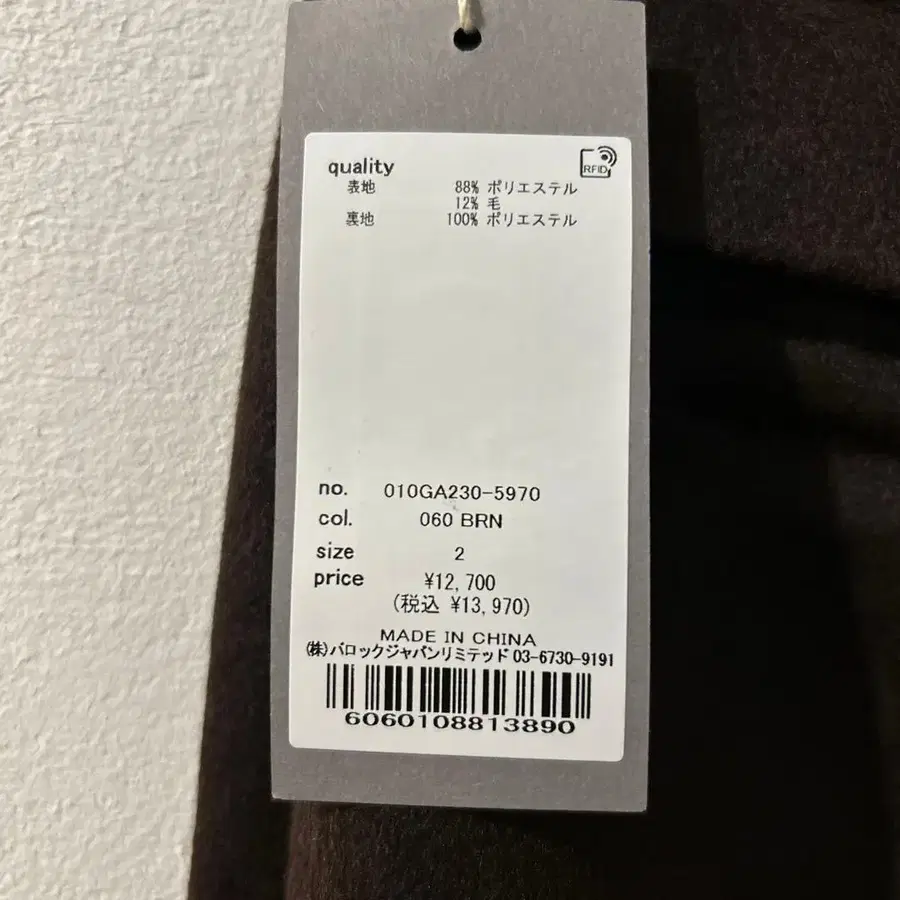 quality
RFID
表地 88% ポリエステル
12% 毛
裏地 100% ポリエステル
no. 010GA230-5970
col. 060 BRN
size 2
price ¥12,700
(税込 ¥13,970)
MADE IN CHINA
㈱バロックジャパンリミテッド 03-6730-9191
6060108813890